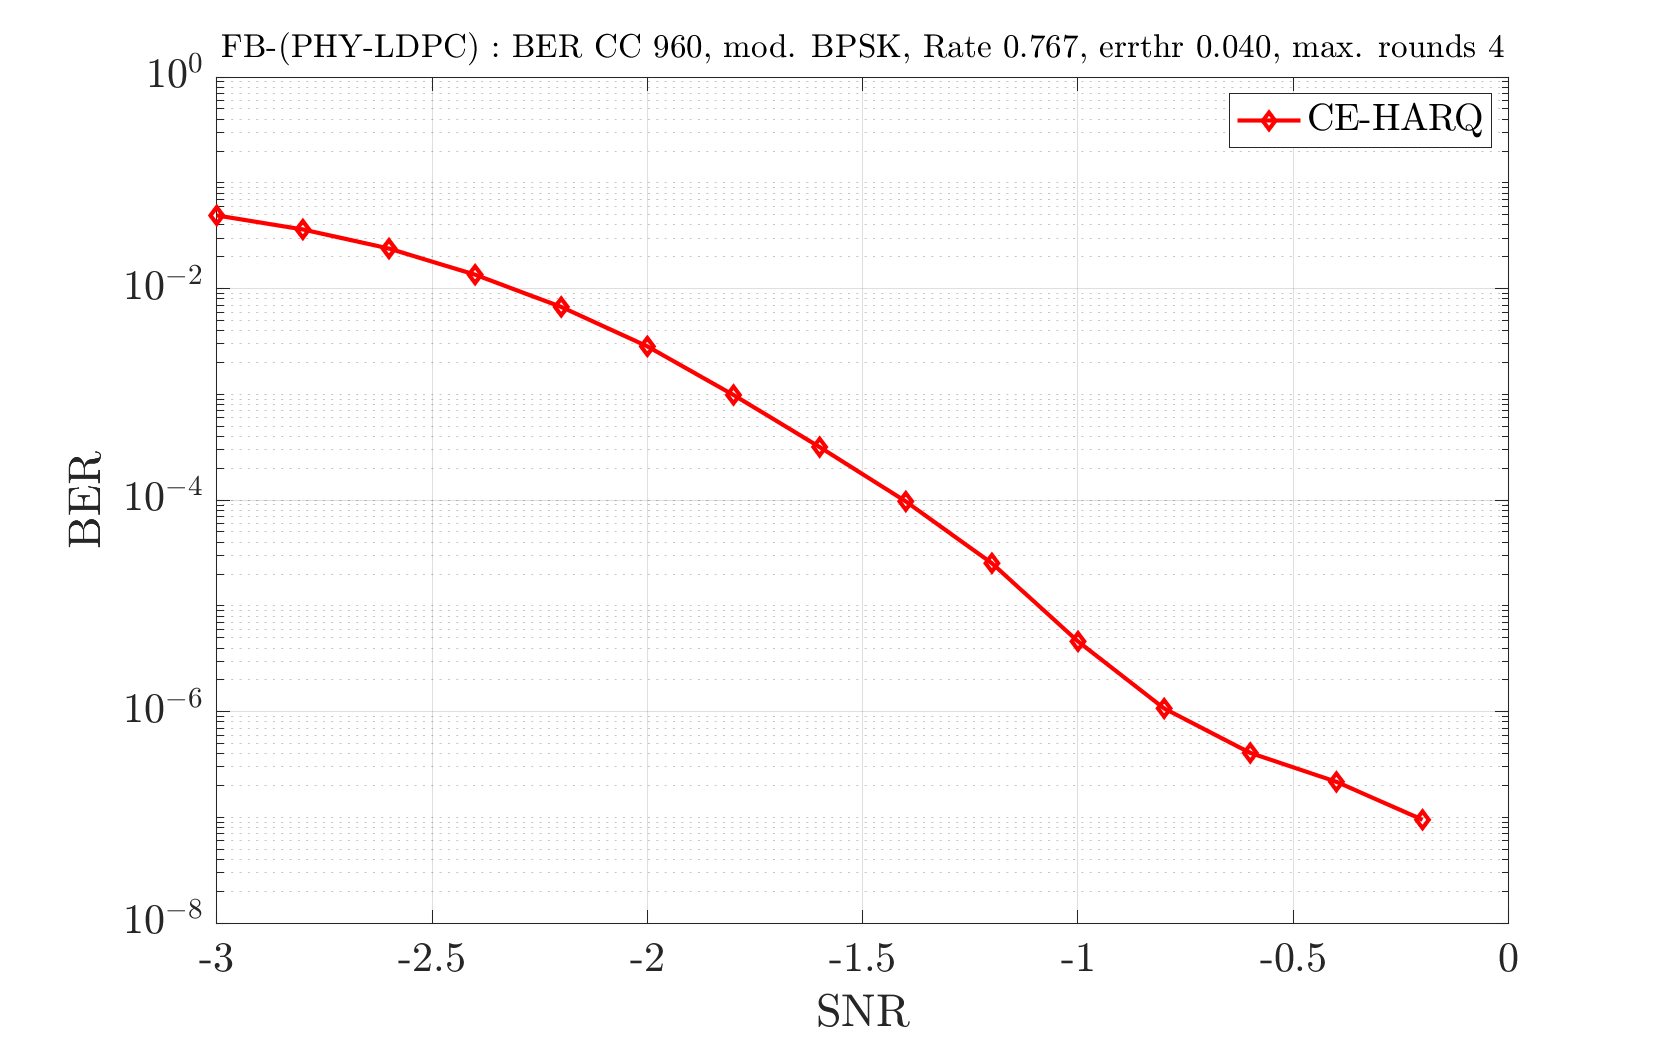 FB-(PHY-LDPC) : BER CC 960, mod. BPSK, Rate 0.767, errthr 0.040, max. rounds 4
10^0
CE-HARQ
10^{-2}
10^{-4}
BER
10^{-6}
10^{-8}
-3 -2.5 -2 -1.5 -1 -0.5 0
SNR